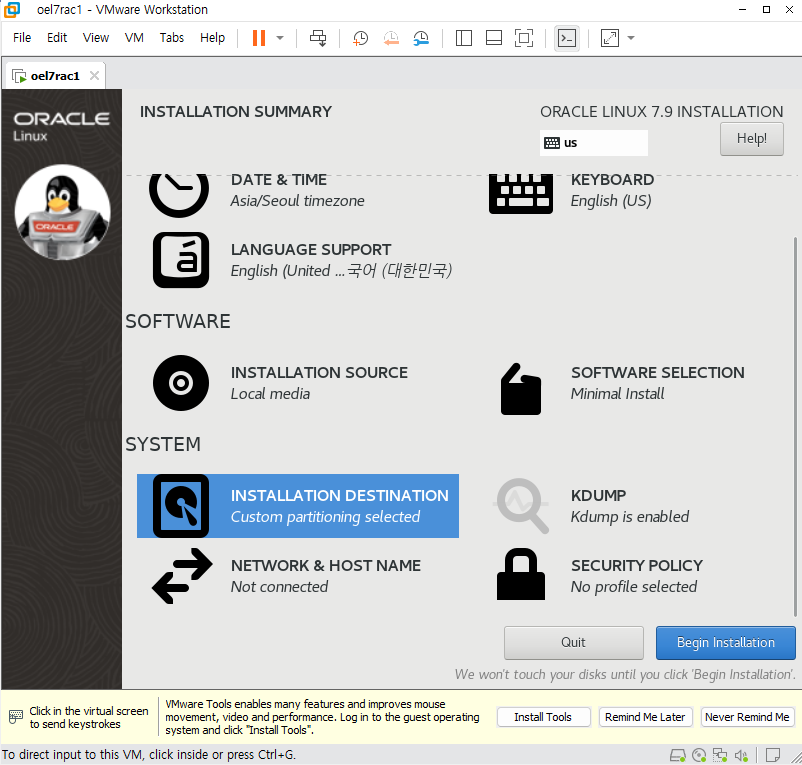 oel7rac1 - VMware Workstation
File Edit View VM Tabs Help
oel7rac1
ORACLE
Linux
INSTALLATION SUMMARY
ORACLE LINUX 7.9 INSTALLATION
us
Help!
DATE & TIME
Asia/Seoul timezone
KEYBOARD
English (US)
LANGUAGE SUPPORT
English (United ...국어 (대한민국)
SOFTWARE
INSTALLATION SOURCE
Local media
SOFTWARE SELECTION
Minimal Install
SYSTEM
INSTALLATION DESTINATION
Custom partitioning selected
KDUMP
Kdump is enabled
NETWORK & HOST NAME
Not connected
SECURITY POLICY
No profile selected
Quit
Begin Installation
We won't touch your disks until you click 'Begin Installation'.
Click in the virtual screen
to send keystrokes
VMware Tools enables many features and improves mouse
movement, video and performance. Log in to the guest operating
system and click "Install Tools".
Install Tools
Remind Me Later
Never Remind Me
To direct input to this VM, click inside or press Ctrl+G.
ORACLE